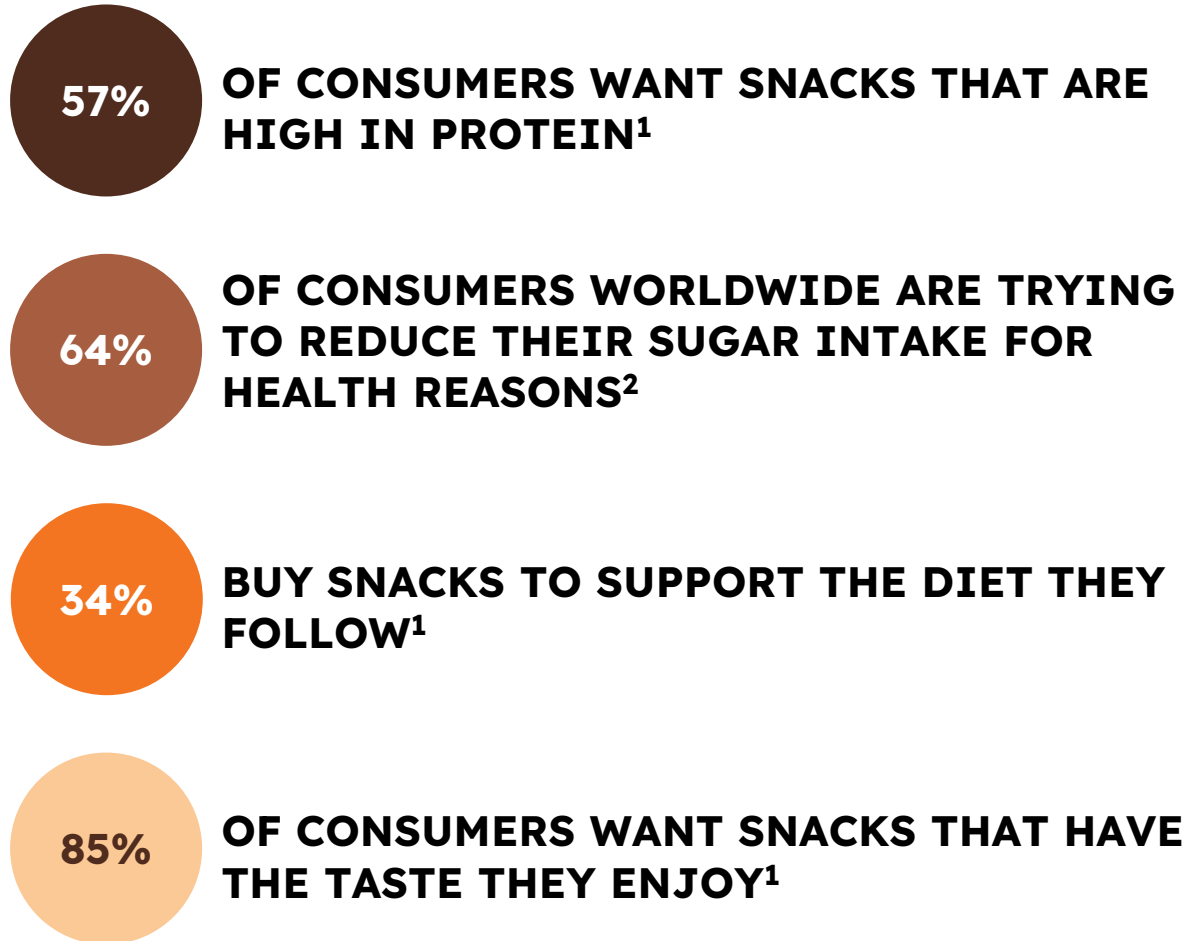 57%
OF CONSUMERS WANT SNACKS THAT ARE
HIGH IN PROTEIN¹
64%
OF CONSUMERS WORLDWIDE ARE TRYING
TO REDUCE THEIR SUGAR INTAKE FOR
HEALTH REASONS²
34%
BUY SNACKS TO SUPPORT THE DIET THEY
FOLLOW¹
85%
OF CONSUMERS WANT SNACKS THAT HAVE
THE TASTE THEY ENJOY¹